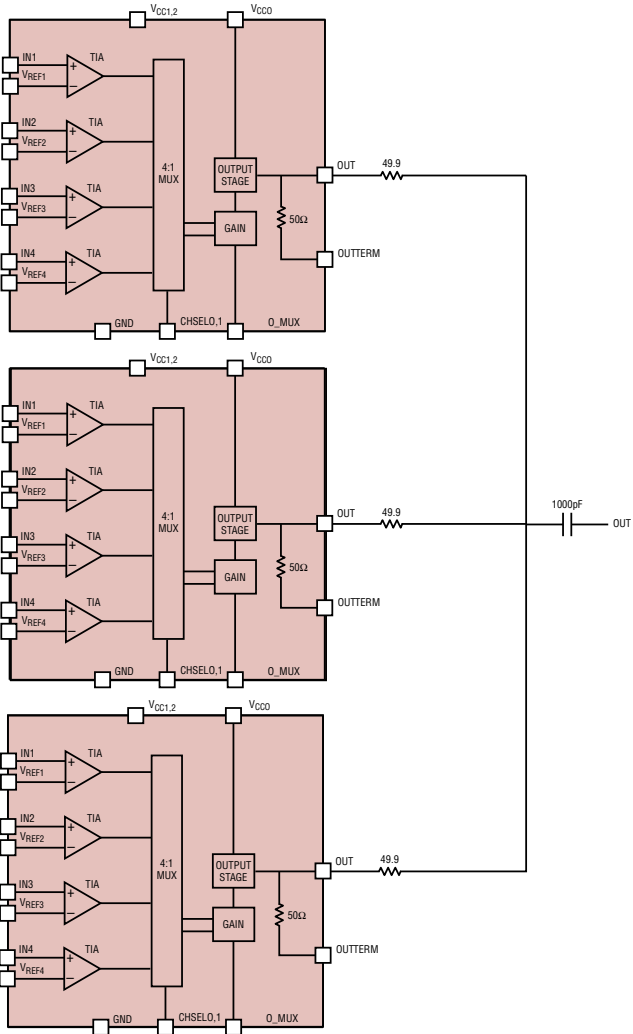 VCC1,2 VCCO
IN1 TIA
VREF1 + −
IN2 TIA
VREF2 + −
IN3 TIA
VREF3 + −
IN4 TIA
VREF4 + −
4:1 MUX
OUTPUT STAGE
GAIN
50Ω
OUT 49.9
OUTTERM
GND CHSELO,1 O_MUX
VCC1,2 VCCO
IN1 TIA
VREF1 + −
IN2 TIA
VREF2 + −
IN3 TIA
VREF3 + −
IN4 TIA
VREF4 + −
4:1 MUX
OUTPUT STAGE
GAIN
50Ω
OUT 49.9
OUTTERM
1000pF
OUT
GND CHSELO,1 O_MUX
VCC1,2 VCCO
IN1 TIA
VREF1 + −
IN2 TIA
VREF2 + −
IN3 TIA
VREF3 + −
IN4 TIA
VREF4 + −
4:1 MUX
OUTPUT STAGE
GAIN
50Ω
OUT 49.9
OUTTERM
GND CHSELO,1 O_MUX